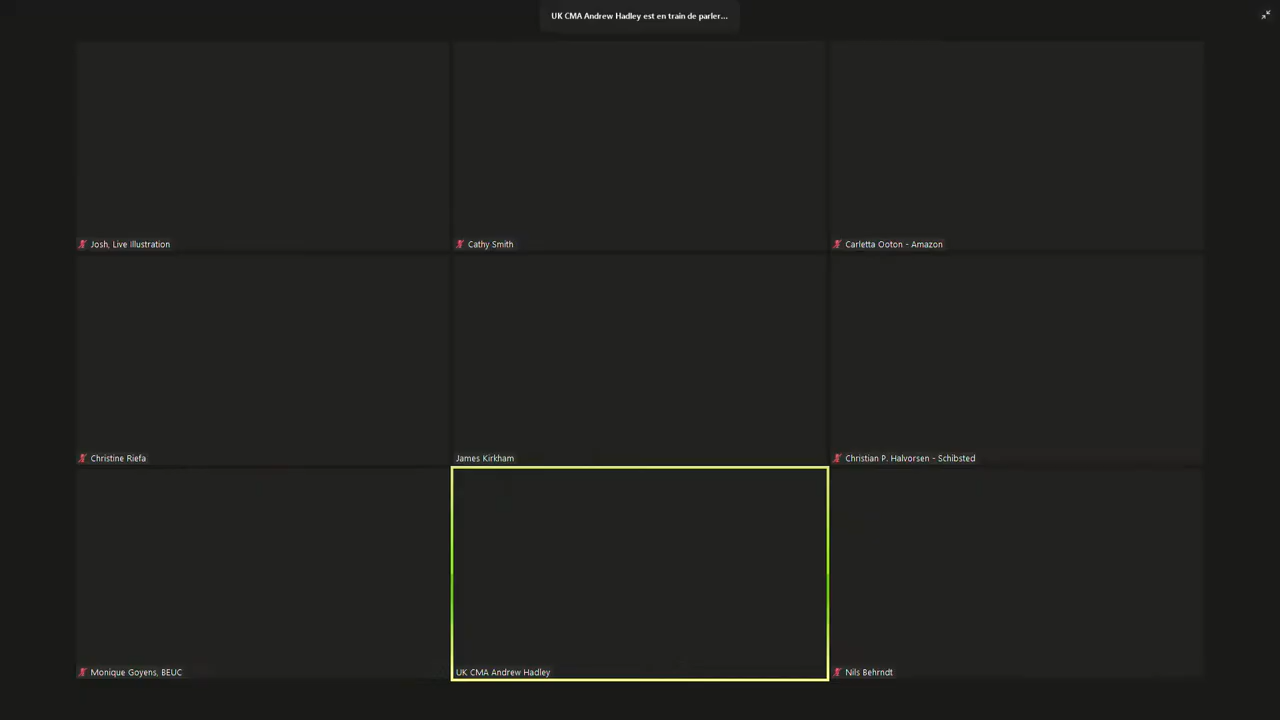 UK CMA Andrew Hadley est en train de parler...
Josh, Live Illustration
Cathy Smith
Carletta Ooton - Amazon
Christine Riefa
James Kirkham
Christian P. Halvorsen - Schibsted
Monique Goyens, BEUC
UK CMA Andrew Hadley
Nils Behrndt